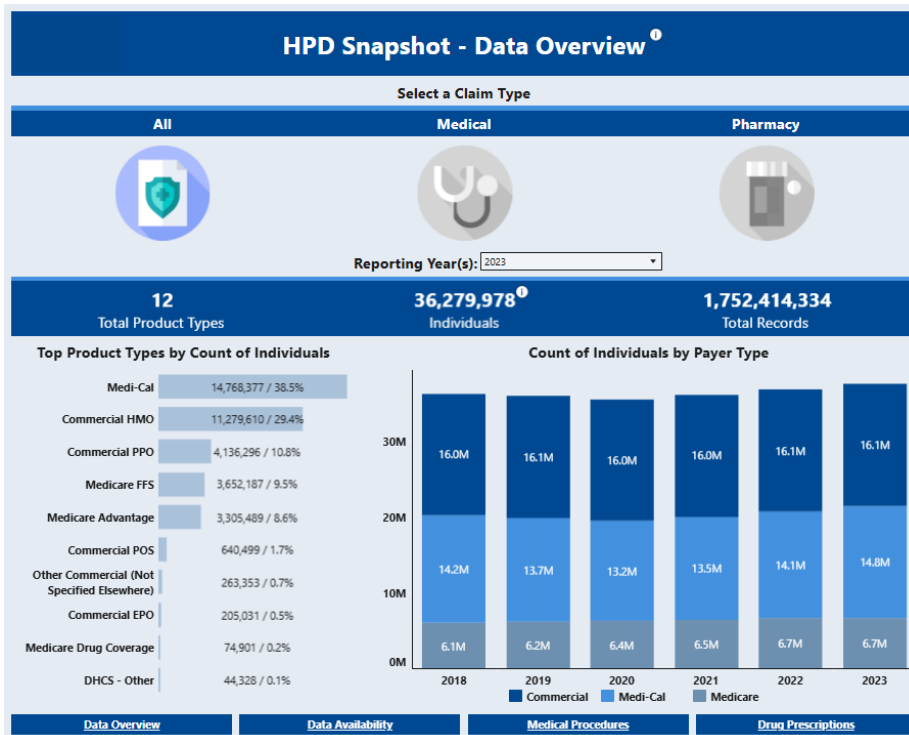 HPD Snapshot - Data Overview i
Select a Claim Type
All Medical Pharmacy
Reporting Year(s): 2023
12 36,279,978 i 1,752,414,334
Total Product Types Individuals Total Records
Top Product Types by Count of Individuals
Medi-Cal 14,768,377 / 38.5%
Commercial HMO 11,279,610 / 29.4%
Commercial PPO 4,136,296 / 10.8%
Medicare FFS 3,652,187 / 9.5%
Medicare Advantage 3,305,489 / 8.6%
Commercial POS 640,499 / 1.7%
Other Commercial (Not
Specified Elsewhere) 263,353 / 0.7%
Commercial EPO 205,031 / 0.5%
Medicare Drug Coverage 74,901 / 0.2%
DHCS - Other 44,328 / 0.1%
Count of Individuals by Payer Type
30M
20M
10M
0M
16.0M 16.1M 16.0M 16.0M 16.1M 16.1M
14.2M 13.7M 13.2M 13.5M 14.1M 14.8M
6.1M 6.2M 6.4M 6.5M 6.7M 6.7M
2018 2019 2020 2021 2022 2023
Commercial Medi-Cal Medicare
Data Overview Data Availability Medical Procedures Drug Prescriptions